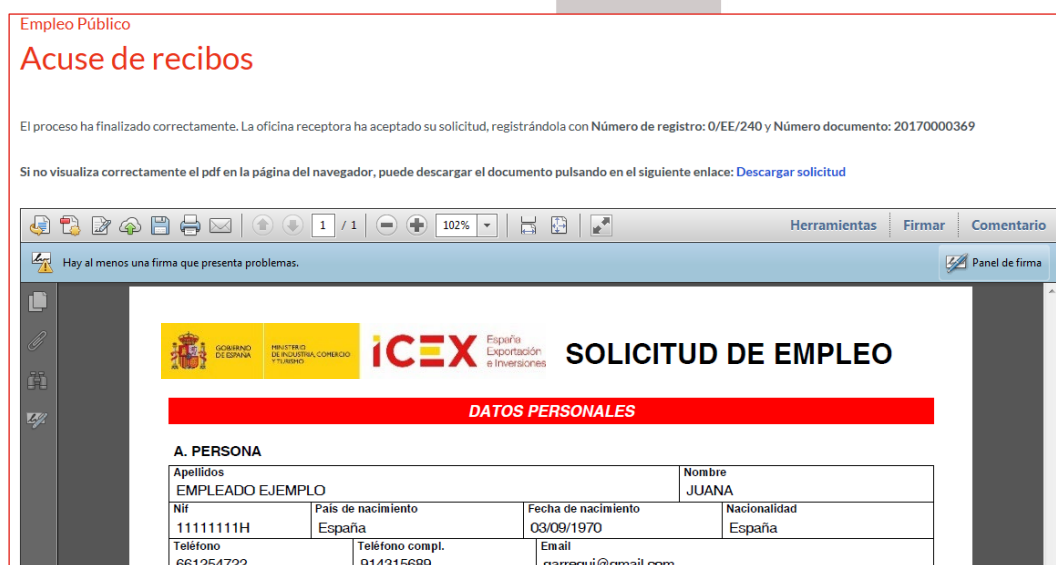 Empleo Público
Acuse de recibos
El proceso ha finalizado correctamente. La oficina receptora ha aceptado su solicitud, registrándola con Número de registro: 0/EE/240 y Número documento: 20170000369
Si no visualiza correctamente el pdf en la página del navegador, puede descargar el documento pulsando en el siguiente enlace: Descargar solicitud
1 / 1 102% Herramientas Firmar Comentario
Hay al menos una firma que presenta problemas. Panel de firma
GOBIERNO DE ESPAÑA
MINISTERIO DE INDUSTRIA, COMERCIO Y TURISMO
ICEX España Exportación e Inversiones
SOLICITUD DE EMPLEO
DATOS PERSONALES
A. PERSONA
Apellidos Nombre
EMPLEADO EJEMPLO JUANA
Nif País de nacimiento Fecha de nacimiento Nacionalidad
11111111H España 03/09/1970 España
Teléfono Teléfono compl. Email
661254722 914315689 garrequi@gmail.com